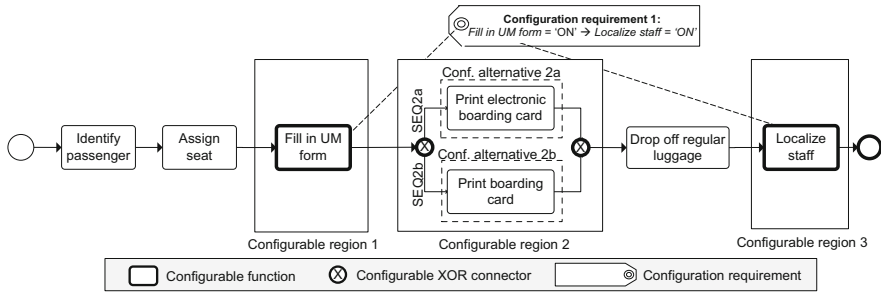 Configuration requirement 1:
Fill in UM form = ‘ON’ → Localize staff = ‘ON’
Conf. alternative 2a
SEQ2a
Print electronic
boarding card
Identify
passenger
Assign
seat
Fill in UM
form
X
X
Drop off regular
luggage
Localize
staff
Conf. alternative 2b
SEQ2b
Print boarding
card
Configurable region 1
Configurable region 2
Configurable region 3
Configurable function
X
Configurable XOR connector
Configuration requirement